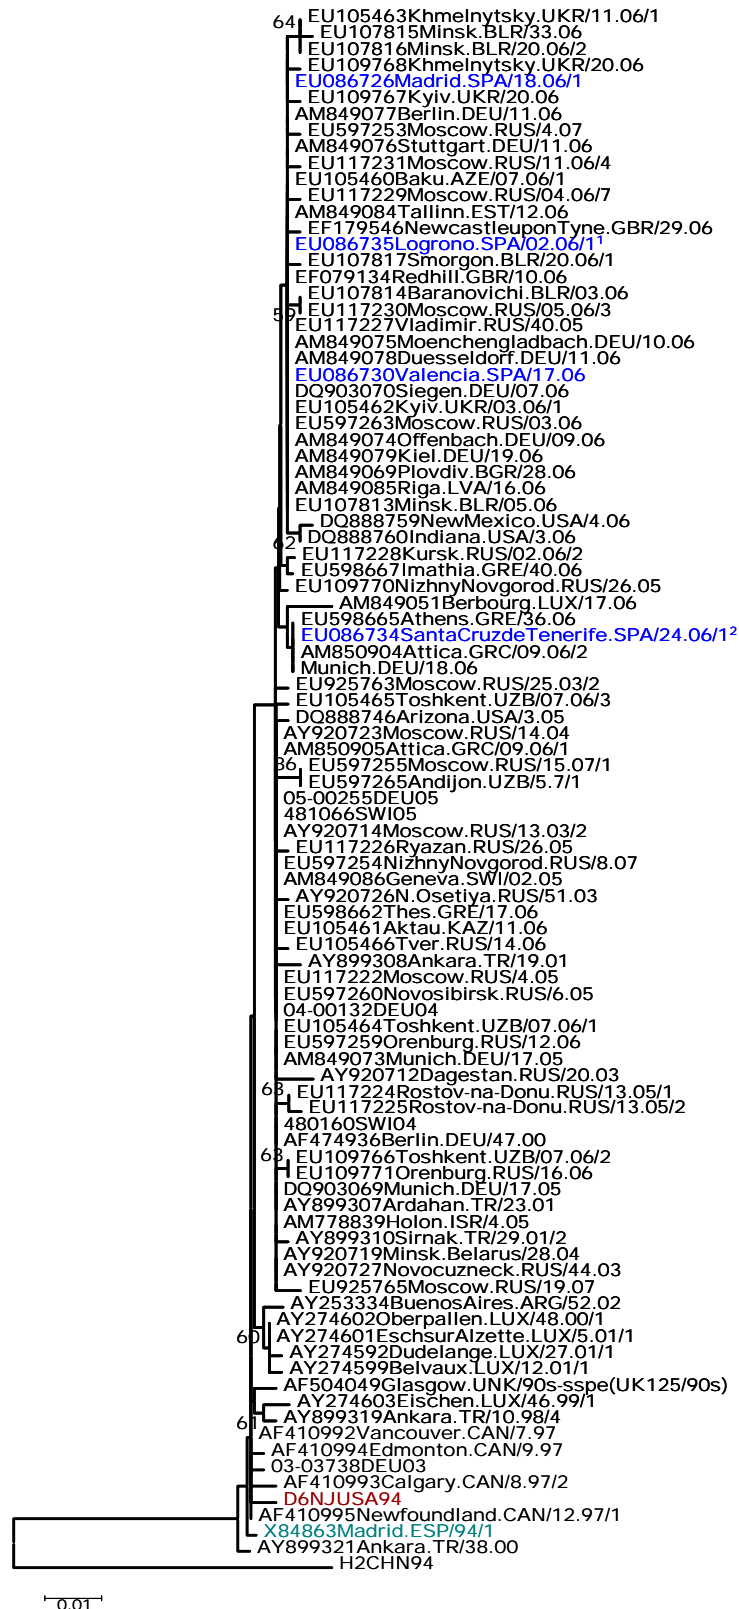 EU105463Khmelnytsky.UKR/11.06/1
64
EU107815Minsk.BLR/33.06
EU107816Minsk.BLR/20.06/2
EU109768Khmelnytsky.UKR/20.06
EU086726Madrid.SPA/18.06/1
EU109767Kyiv.UKR/20.06
AM849077Berlin.DEU/11.06
EU597253Moscow.RUS/4.07
AM849076Stuttgart.DEU/11.06
EU117231Moscow.RUS/11.06/4
EU105460Baku.AZE/07.06/1
EU117229Moscow.RUS/04.06/7
AM849084Tallinn.EST/12.06
EF179546NewcastleuponTyne.GBR/29.06
EU086735Logrono.SPA/02.06/1¹
EU107817Smorgon.BLR/20.06/1
EF079134Redhill.GBR/10.06
EU107814Baranovichi.BLR/03.06
59
EU117230Moscow.RUS/05.06/3
EU117227Vladimir.RUS/40.05
AM849075Moenchengladbach.DEU/10.06
AM849078Duesseldorf.DEU/11.06
EU086730Valencia.SPA/17.06
DQ903070Siegen.DEU/07.06
EU105462Kyiv.UKR/03.06/1
EU597263Moscow.RUS/03.06
AM849074Offenbach.DEU/09.06
AM849079Kiel.DEU/19.06
AM849069Plovdiv.BGR/28.06
AM849085Riga.LVA/16.06
EU107813Minsk.BLR/05.06
DQ888759NewMexico.USA/4.06
DQ888760Indiana.USA/3.06
62
EU117228Kursk.RUS/02.06/2
EU598667Imathia.GRE/40.06
EU109770NizhnyNovgorod.RUS/26.05
AM849051Berbourg.LUX/17.06
EU598665Athens.GRE/36.06
EU086734SantaCruzdeTenerife.SPA/24.06/1²
AM850904Attica.GRC/09.06/2
Munich.DEU/18.06
EU925763Moscow.RUS/25.03/2
EU105465Toshkent.UZB/07.06/3
DQ888746Arizona.USA/3.05
AY920723Moscow.RUS/14.04
AM850905Attica.GRC/09.06/1
EU597255Moscow.RUS/15.07/1
EU597265Andijon.UZB/5.7/1
05-00255DEU05
481066SWI05
AY920714Moscow.RUS/13.03/2
EU117226Ryazan.RUS/26.05
EU597254NizhnyNovgorod.RUS/8.07
AM849086Geneva.SWI/02.05
AY920726N.Osetiya.RUS/51.03
EU598662Thes.GRE/17.06
EU105461Aktau.KAZ/11.06
EU105466Tver.RUS/14.06
AY899308Ankara.TR/19.01
EU117222Moscow.RUS/4.05
EU597260Novosibirsk.RUS/6.05
04-00132DEU04
EU105464Toshkent.UZB/07.06/1
EU597259Orenburg.RUS/12.06
AM849073Munich.DEU/17.05
AY920712Dagestan.RUS/20.03
63
EU117224Rostov-na-Donu.RUS/13.05/1
EU117225Rostov-na-Donu.RUS/13.05/2
480160SWI04
AF474936Berlin.DEU/47.00
63
EU109766Toshkent.UZB/07.06/2
EU109771Orenburg.RUS/16.06
DQ903069Munich.DEU/17.05
AY899307Ardahan.TR/23.01
AM778839Holon.ISR/4.05
AY899310Sirnak.TR/29.01/2
AY920719Minsk.Belarus/28.04
AY920727Novocuzneck.RUS/44.03
EU925765Moscow.RUS/19.07
AY253334BuenosAires.ARG/52.02
AY274602Oberpallen.LUX/48.00/1
60
AY274601EschsurAlzette.LUX/5.01/1
AY274592Dudelange.LUX/27.01/1
AY274599Belvaux.LUX/12.01/1
AF504049Glasgow.UNK/90s-sspe(UK125/90s)
AY274603Eischen.LUX/46.99/1
AY899319Ankara.TR/10.98/4
61
AF410992Vancouver.CAN/7.97
AF410994Edmonton.CAN/9.97
03-03738DEU03
AF410993Calgary.CAN/8.97/2
D6NJUSA94
AF410995Newfoundland.CAN/12.97/1
X84863Madrid.ESP/94/1
AY899321Ankara.TR/38.00
H2CHN94
0.01